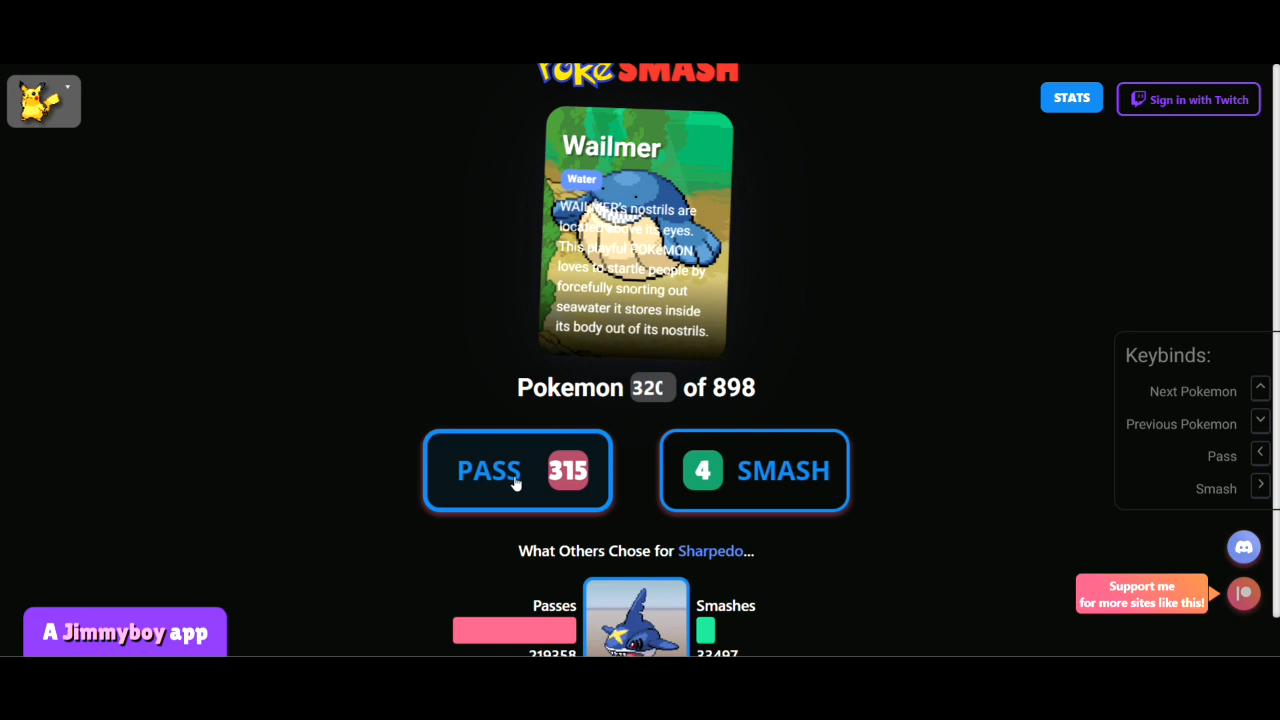 POKéSMASH
STATS
Sign in with Twitch
Wailmer
Water
WAILMER's nostrils are
located above its eyes.
This playful POKéMON
loves to startle people by
forcefully snorting out
seawater it stores inside
its body out of its nostrils.
Pokemon 320 of 898
PASS 315
4 SMASH
Keybinds:
Next Pokemon
Previous Pokemon
Pass
Smash
What Others Chose for Sharpedo...
Passes
Smashes
219358
33497
Support me
for more sites like this!
A Jimmyboy app